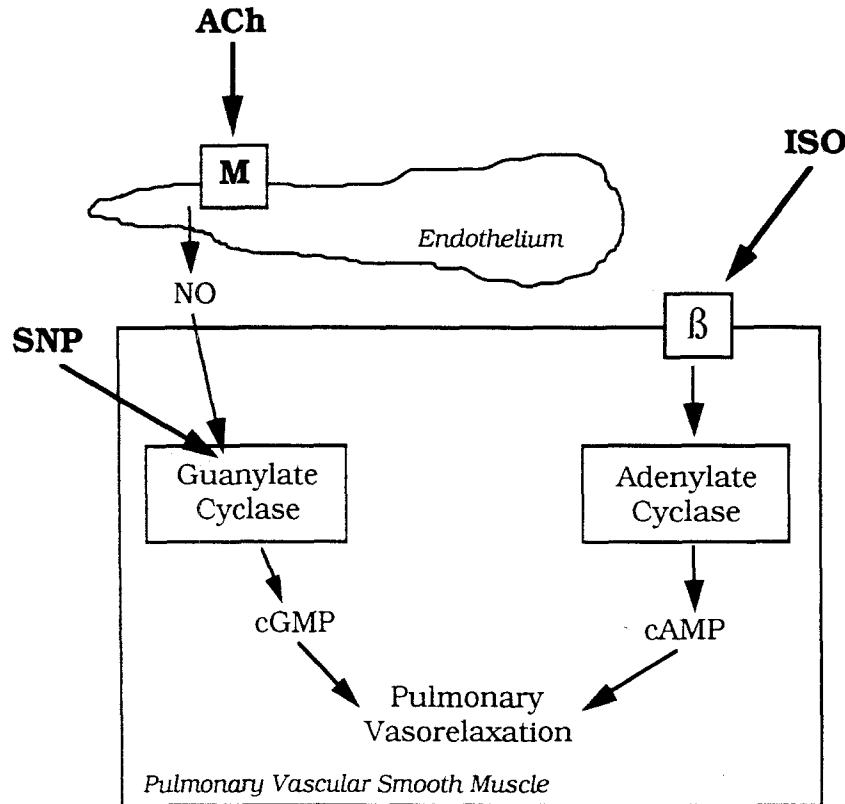 ACh
ISO
M
Endothelium
NO
ß
SNP
Guanylate
Cyclase
Adenylate
Cyclase
cGMP
cAMP
Pulmonary
Vasorelaxation
Pulmonary Vascular Smooth Muscle